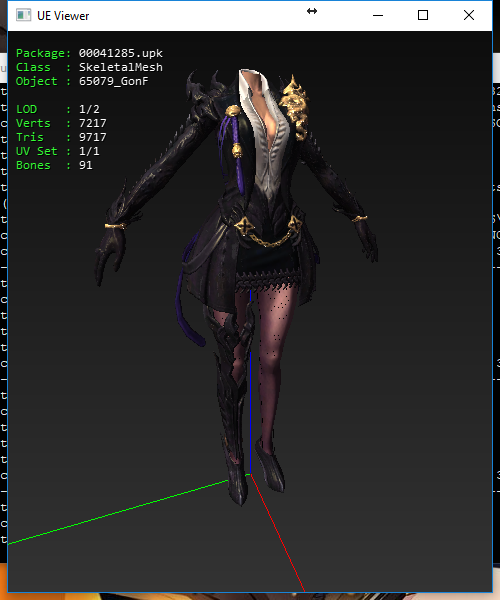 UE Viewer
Package: 00041285.upk
Class : SkeletalMesh
Object : 65079_GonF
LOD : 1/2
Verts : 7217
Tris : 9717
UV Set : 1/1
Bones : 91